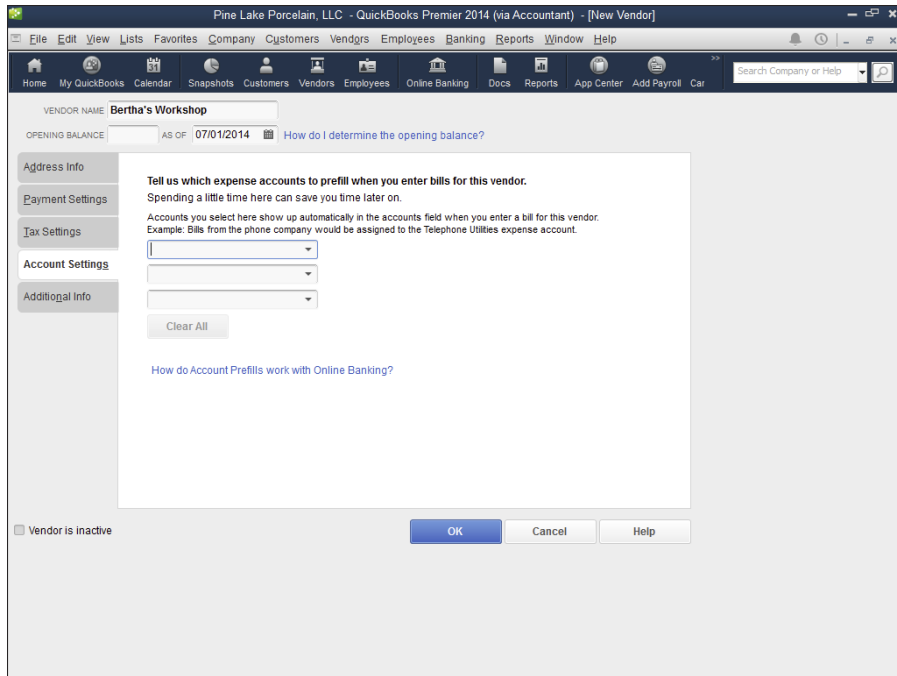 Pine Lake Porcelain, LLC - QuickBooks Premier 2014 (via Accountant) - [New Vendor]
File Edit View Lists Favorites Company Customers Vendors Employees Banking Reports Window Help
31
Home My QuickBooks Calendar Snapshots Customers Vendors Employees Online Banking Docs Reports App Center Add Payroll Car
Search Company or Help
VENDOR NAME Bertha's Workshop
OPENING BALANCE AS OF 07/01/2014 How do I determine the opening balance?
Address Info
Payment Settings
Tax Settings
Account Settings
Additional Info
Tell us which expense accounts to prefill when you enter bills for this vendor.
Spending a little time here can save you time later on.
Accounts you select here show up automatically in the accounts field when you enter a bill for this vendor.
Example: Bills from the phone company would be assigned to the Telephone Utilities expense account.
Clear All
How do Account Prefills work with Online Banking?
Vendor is inactive
OK Cancel Help